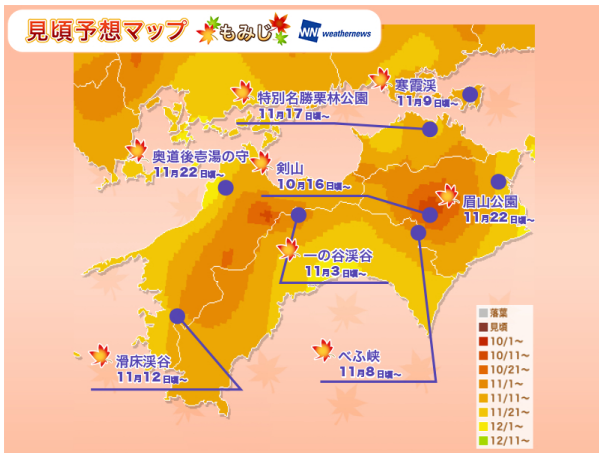 見頃予想マップ
もみじ
WNI weathernews
寒霞渓
11月9日頃～
特別名勝栗林公園
11月17日頃～
奥道後壱湯の守
11月22日頃～
剣山
10月16日頃～
眉山公園
11月22日頃～
一の谷渓谷
11月3日頃～
べふ峡
11月8日頃～
滑床渓谷
11月12日頃～
落葉
見頃
10/1～
10/11～
10/21～
11/1～
11/11～
11/21～
12/1～
12/11～